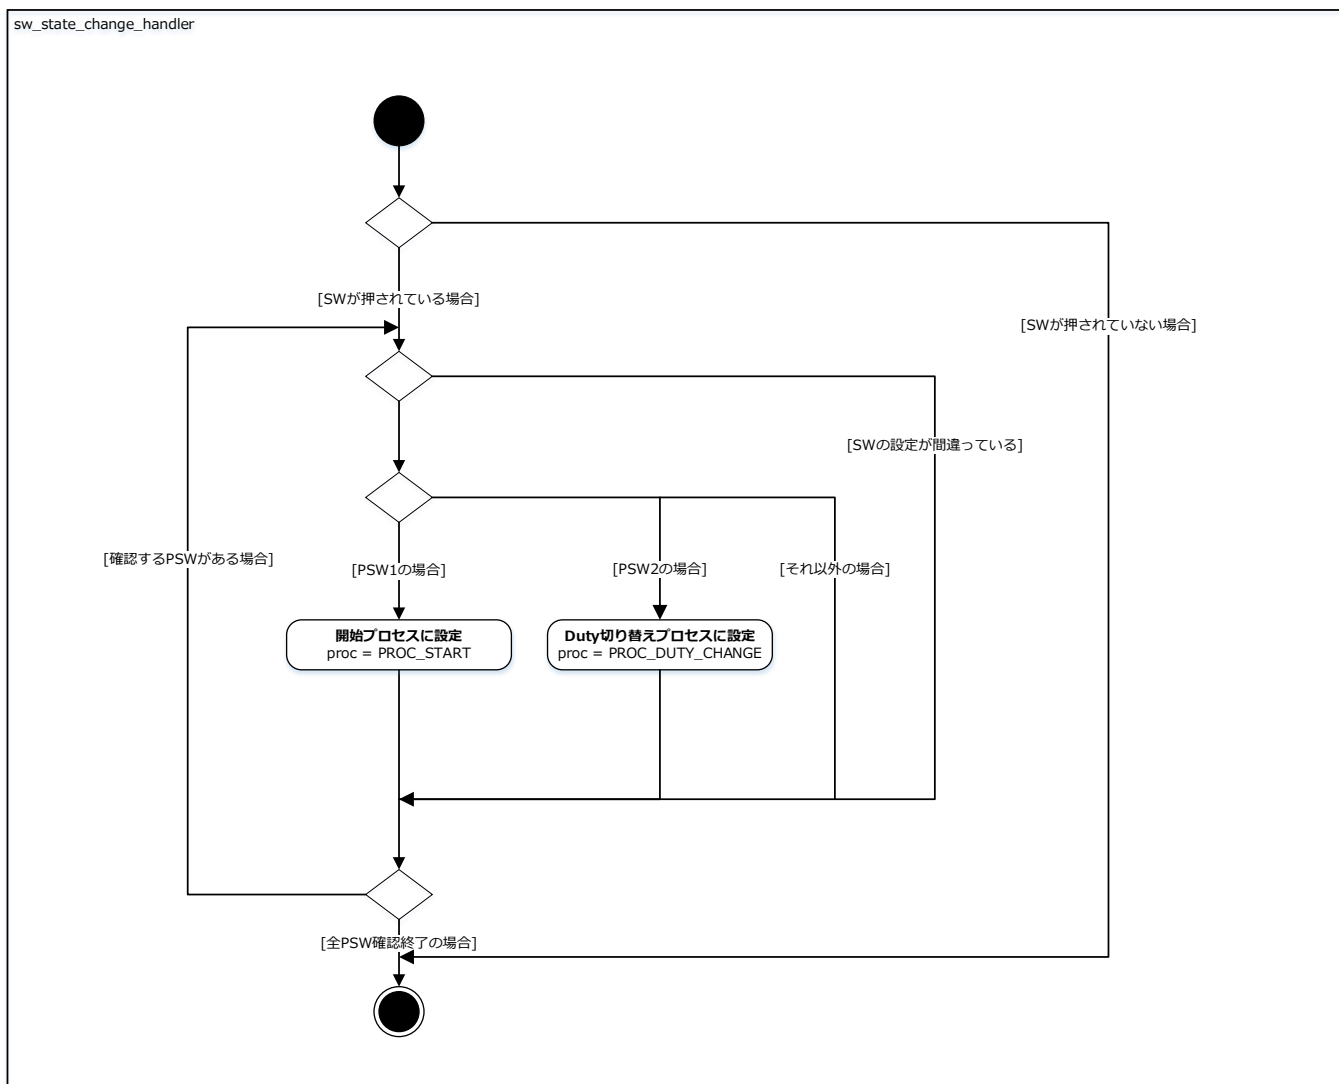 sw_state_change_handler
[SWが押されている場合]
[SWが押されていない場合]
[SWの設定が間違っている]
[確認するPSWがある場合]
[PSW1の場合]
[PSW2の場合]
[それ以外の場合]
開始プロセスに設定
proc = PROC_START
Duty切り替えプロセスに設定
proc = PROC_DUTY_CHANGE
[全PSW確認終了の場合]